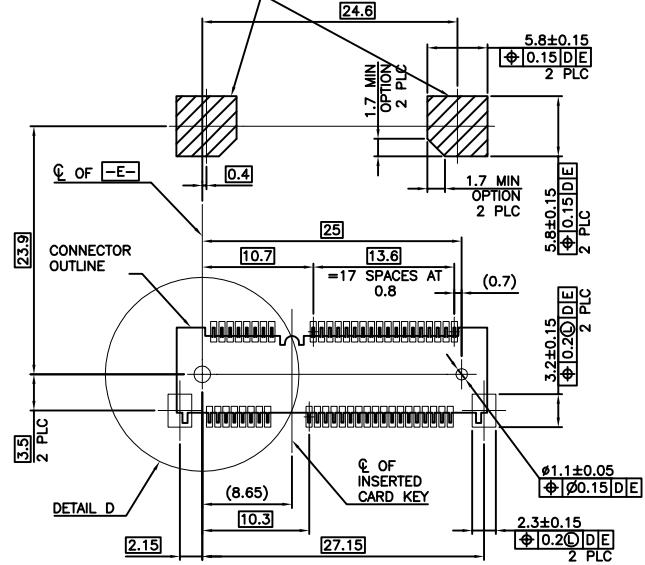 24.6
5.8±0.15
⌖ 0.15 D E
2 PLC
1.7 MIN
OPTION
2 PLC
0.4
1.7 MIN
OPTION
2 PLC
5.8±0.15
⌖ 0.15 D E
2 PLC
℄ OF -E-
23.9
CONNECTOR
OUTLINE
25
10.7
13.6
=17 SPACES AT
0.8
(0.7)
3.2±0.15
⌖ 0.2Ⓛ D E
2 PLC
3.5
2 PLC
DETAIL D
(8.65)
℄ OF
INSERTED
CARD KEY
ø1.1±0.05
⌖ Ø0.15 D E
10.3
2.15
27.15
2.3±0.15
⌖ 0.2Ⓛ D E
2 PLC